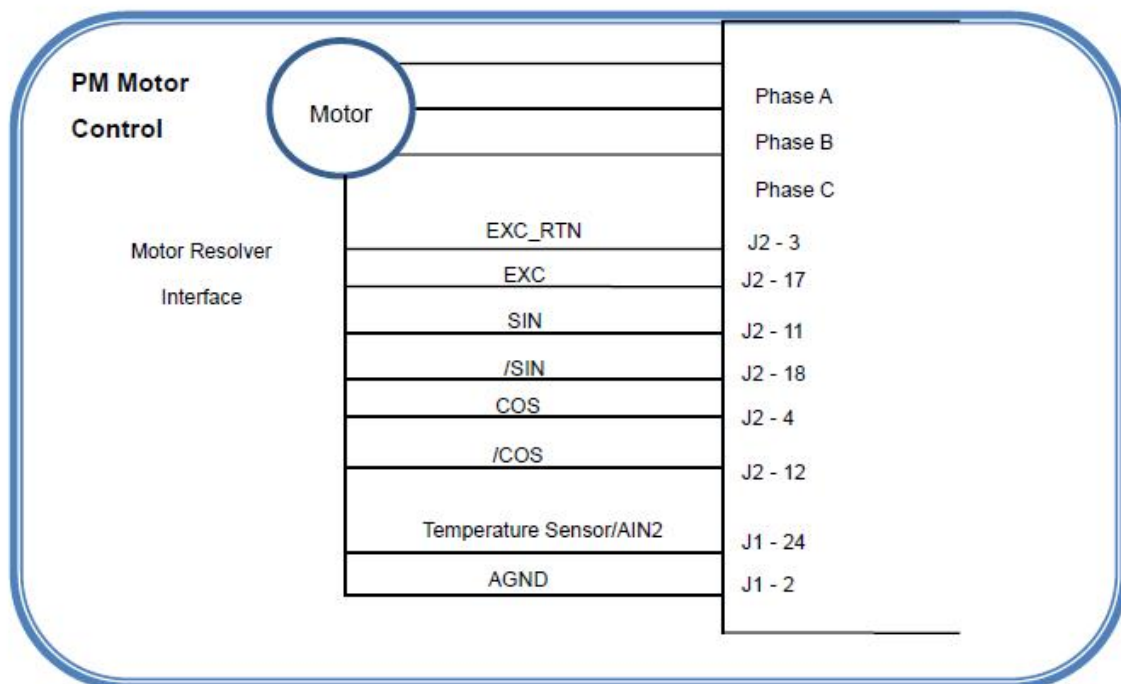 PM Motor
Control
Motor
Phase A
Phase B
Phase C
Motor Resolver
Interface
EXC_RTN
J2 - 3
EXC
J2 - 17
SIN
J2 - 11
/SIN
J2 - 18
COS
J2 - 4
/COS
J2 - 12
Temperature Sensor/AIN2
J1 - 24
AGND
J1 - 2